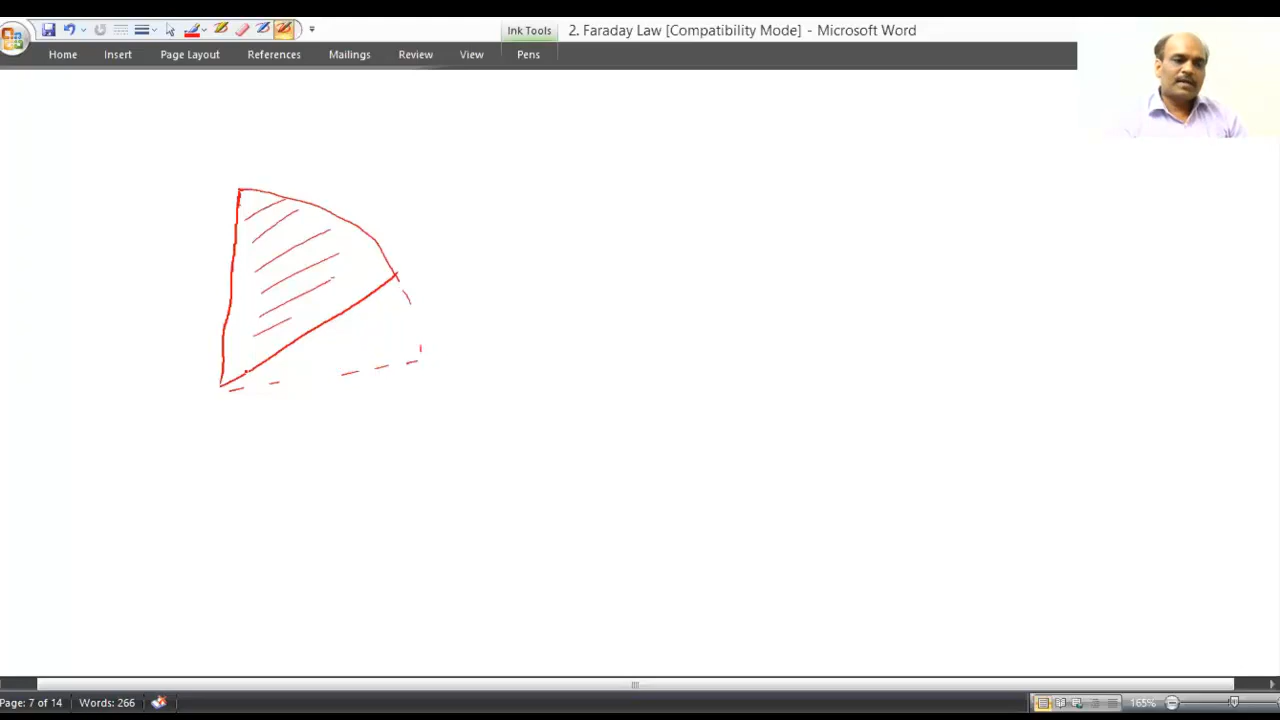 Ink Tools
2. Faraday Law [Compatibility Mode] - Microsoft Word
Home Insert Page Layout References Mailings Review View Pens
Page: 7 of 14 Words: 266 165%